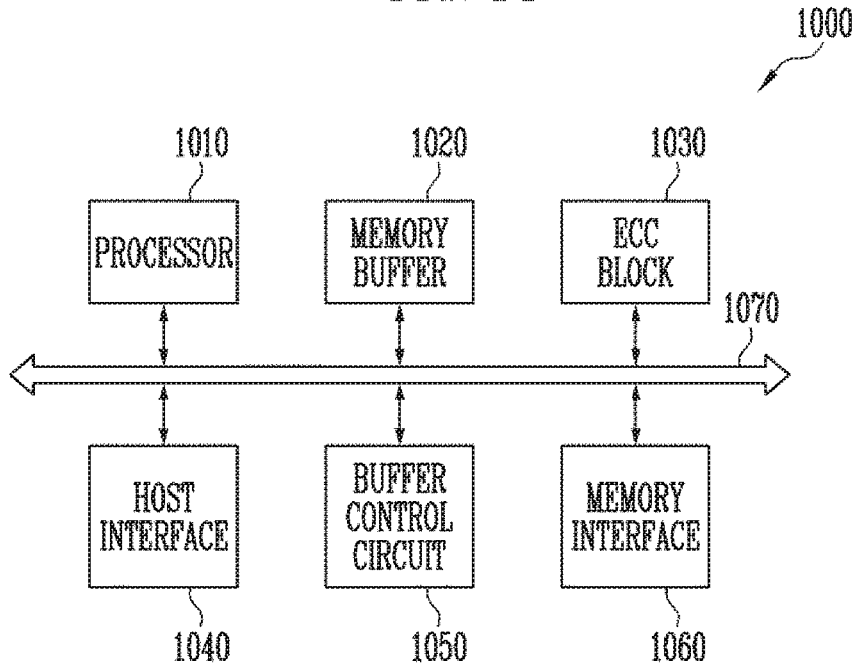 1000
1010
1020
1030
PROCESSOR
MEMORY
BUFFER
ECC
BLOCK
1070
HOST
INTERFACE
BUFFER
CONTROL
CIRCUIT
MEMORY
INTERFACE
1040
1050
1060